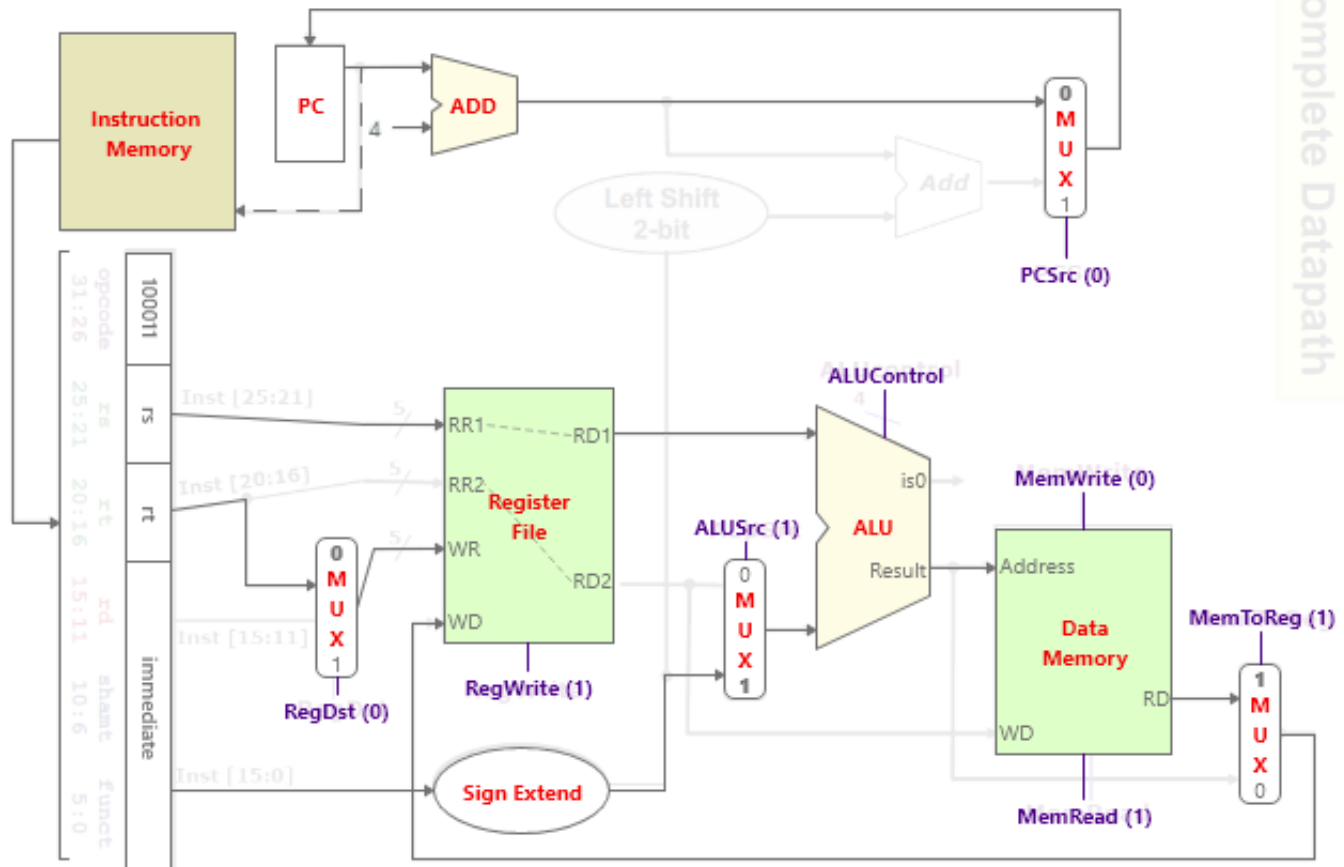 omplete Datapath
Instruction
Memory
PC
ADD
4
0
M
U
X
1
Add
Left Shift
2-bit
PCSrc (0)
opcode
31:26
rs
25:21
rt
20:16
rd
15:11
shamt
10:6
funct
5:0
100011
rs
rt
immediate
Inst [25:21]
5
Inst [20:16]
5
5
Inst [15:11]
Inst [15:0]
0
M
U
X
1
RegDst (0)
RR1
RR2
WR
WD
RD1
RD2
Register
File
RegWrite (1)
Sign Extend
ALUSrc (1)
0
M
U
X
1
ALUControl
4
is0
ALU
Result
MemWrite (0)
Address
Data
Memory
RD
WD
MemRead (1)
MemToReg (1)
1
M
U
X
0